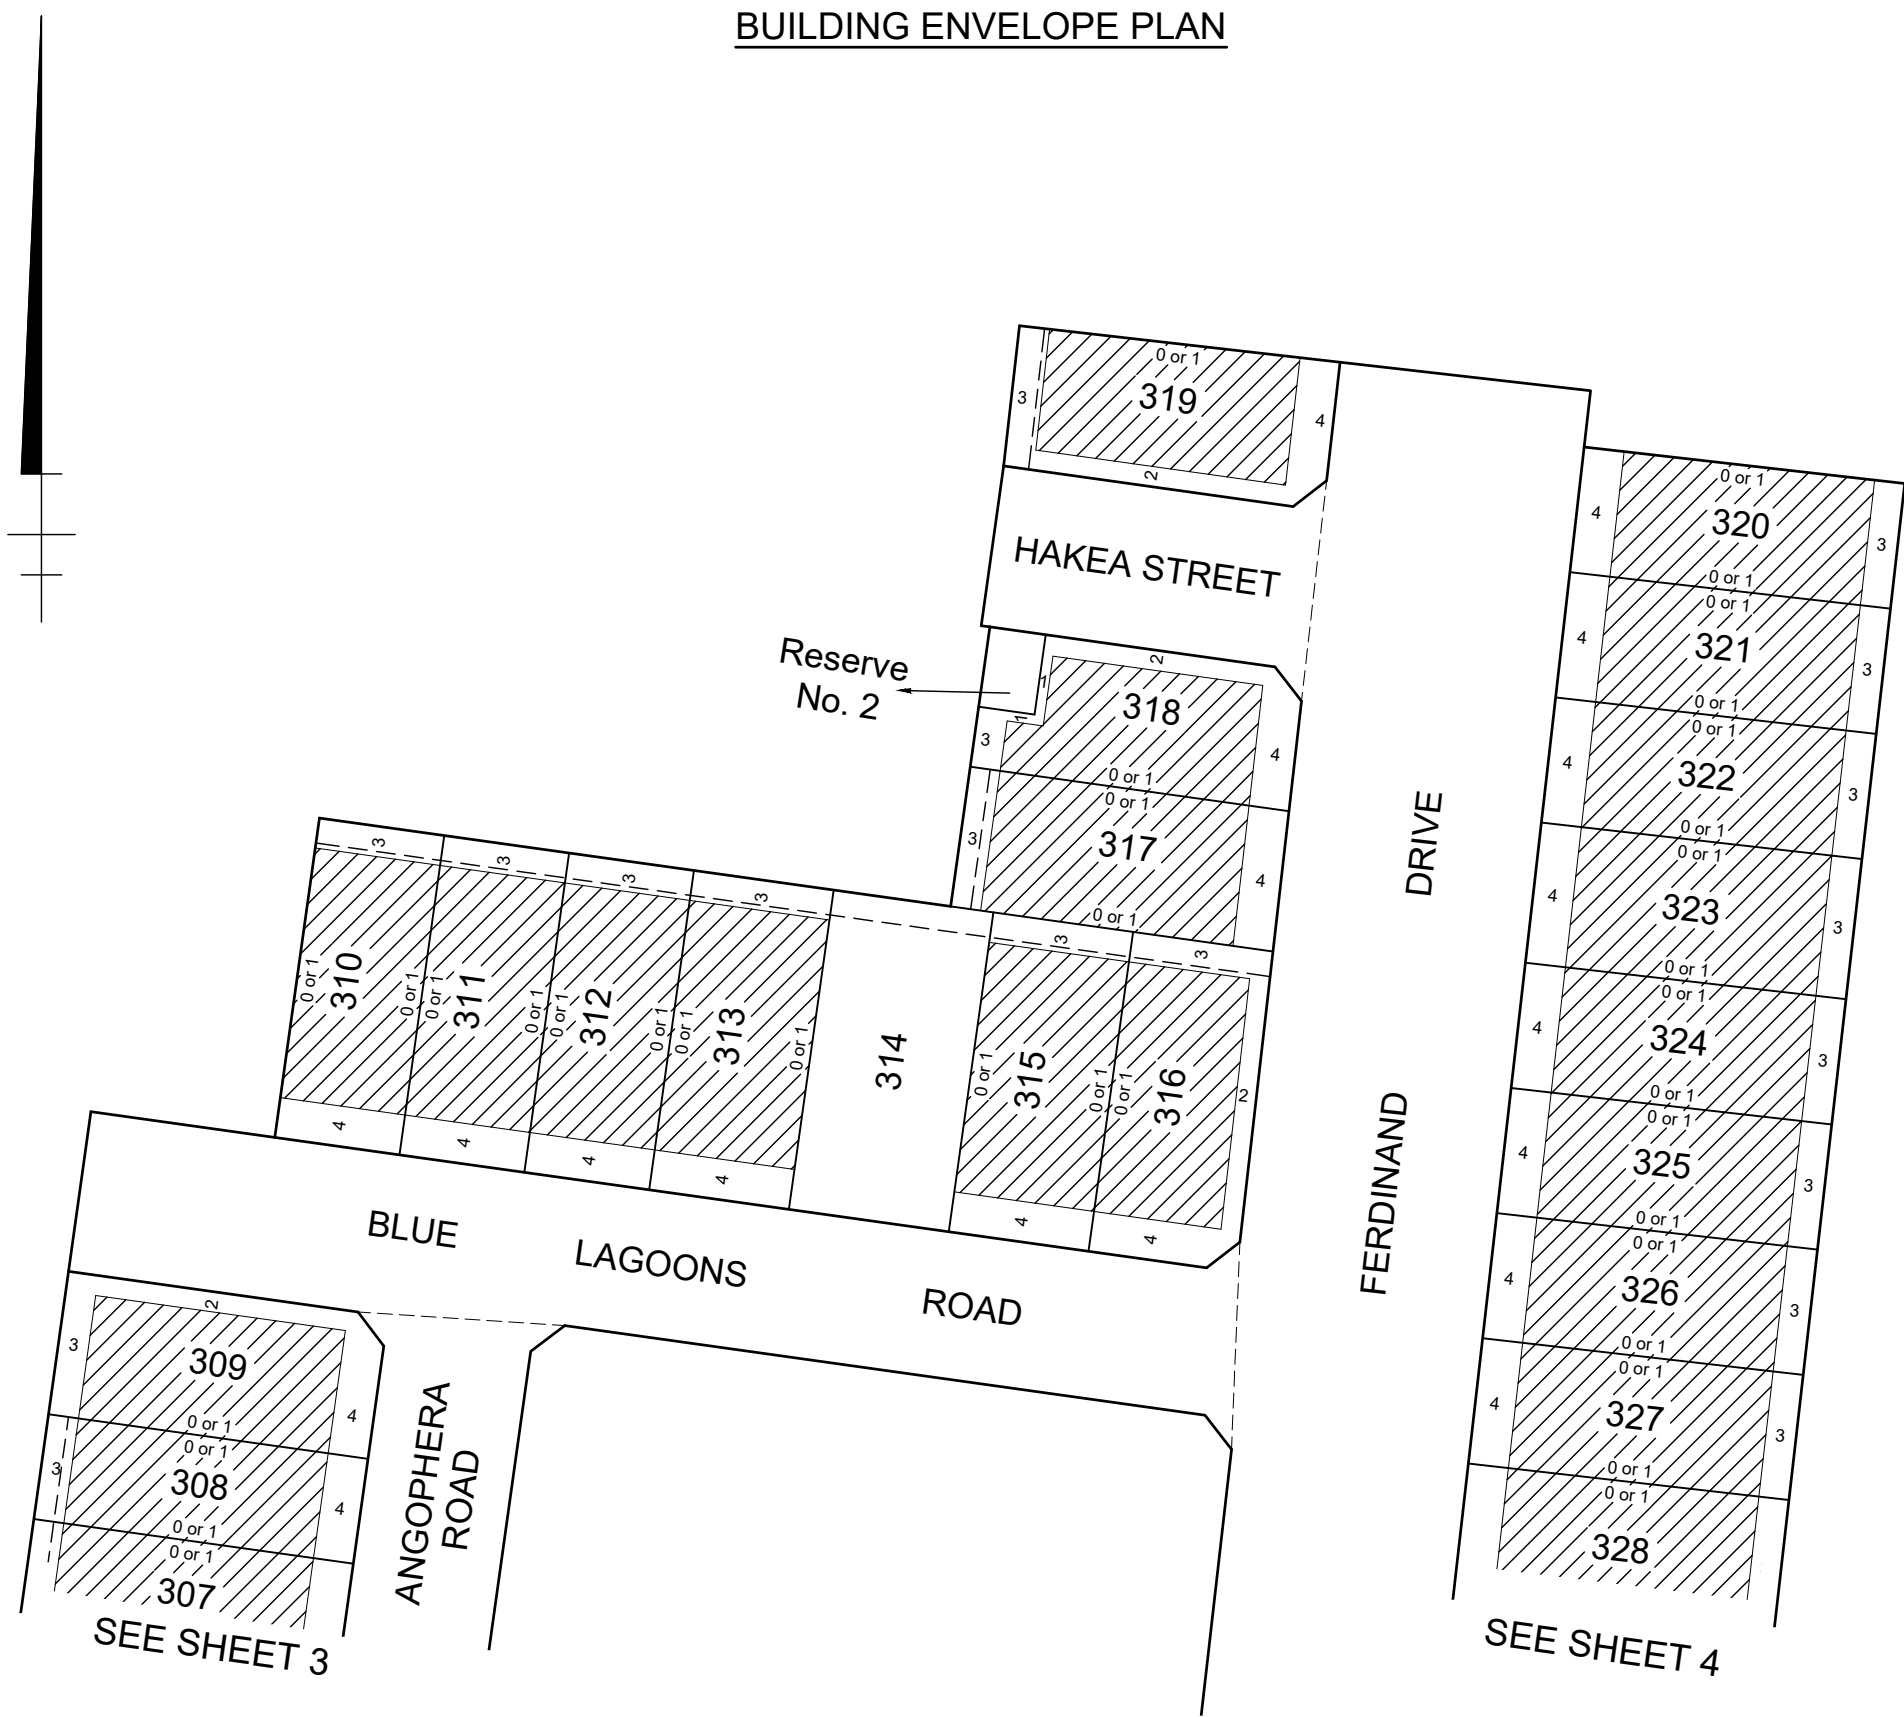 BUILDING ENVELOPE PLAN
0 or 1
319
3
4
2
HAKEA STREET
Reserve
No. 2
2
1
1
318
3
4
0 or 1
0 or 1
317
3
4
0 or 1
3
3
3
3
3
3
0 or 1
310
0 or 1
0 or 1
311
0 or 1
0 or 1
312
0 or 1
0 or 1
313
0 or 1
314
0 or 1
315
0 or 1
0 or 1
316
2
4
4
4
4
4
4
BLUE LAGOONS ROAD
FERDINAND DRIVE
2
3
309
4
0 or 1
0 or 1
3
308
4
0 or 1
0 or 1
307
SEE SHEET 3
ANGOPHERA
ROAD
0 or 1
4
320
3
0 or 1
0 or 1
4
321
3
0 or 1
0 or 1
4
322
3
0 or 1
0 or 1
4
323
3
0 or 1
0 or 1
4
324
3
0 or 1
0 or 1
4
325
3
0 or 1
0 or 1
4
326
3
0 or 1
0 or 1
4
327
3
0 or 1
0 or 1
328
SEE SHEET 4